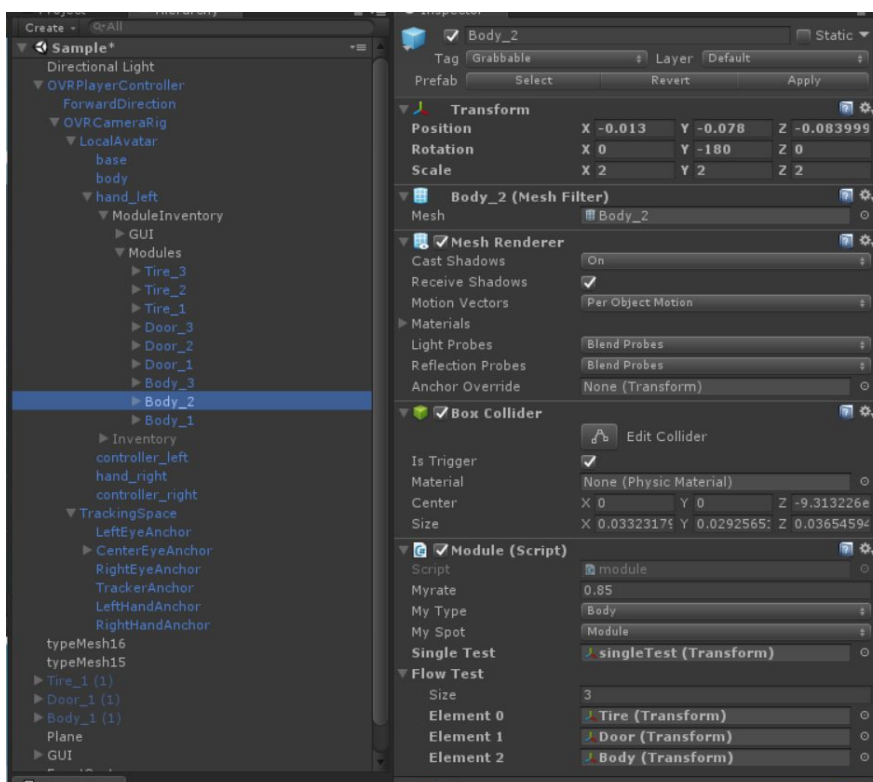 Create
All
Sample*
Directional Light
OVRPlayerController
ForwardDirection
OVRCameraRig
LocalAvatar
base
body
hand_left
ModuleInventory
GUI
Modules
Tire_3
Tire_2
Tire_1
Door_3
Door_2
Door_1
Body_3
Body_2
Body_1
Inventory
controller_left
hand_right
controller_right
TrackingSpace
LeftEyeAnchor
CenterEyeAnchor
RightEyeAnchor
TrackerAnchor
LeftHandAnchor
RightHandAnchor
typeMesh16
typeMesh15
Tire_1 (1)
Door_1 (1)
Body_1 (1)
Plane
GUI
Body_2 Static
Tag Grabbable Layer Default
Prefab Select Revert Apply
Transform
Position X -0.013 Y -0.078 Z -0.083999
Rotation X 0 Y -180 Z 0
Scale X 2 Y 2 Z 2
Body_2 (Mesh Filter)
Mesh Body_2
Mesh Renderer
Cast Shadows On
Receive Shadows
Motion Vectors Per Object Motion
Materials
Light Probes Blend Probes
Reflection Probes Blend Probes
Anchor Override None (Transform)
Box Collider
Edit Collider
Is Trigger
Material None (Physic Material)
Center X 0 Y 0 Z -9.313226e
Size X 0.0332317 Y 0.0292565 Z 0.0365459
Module (Script)
Script module
Myrate 0.85
My Type Body
My Spot Module
Single Test singleTest (Transform)
Flow Test
Size 3
Element 0 Tire (Transform)
Element 1 Door (Transform)
Element 2 Body (Transform)